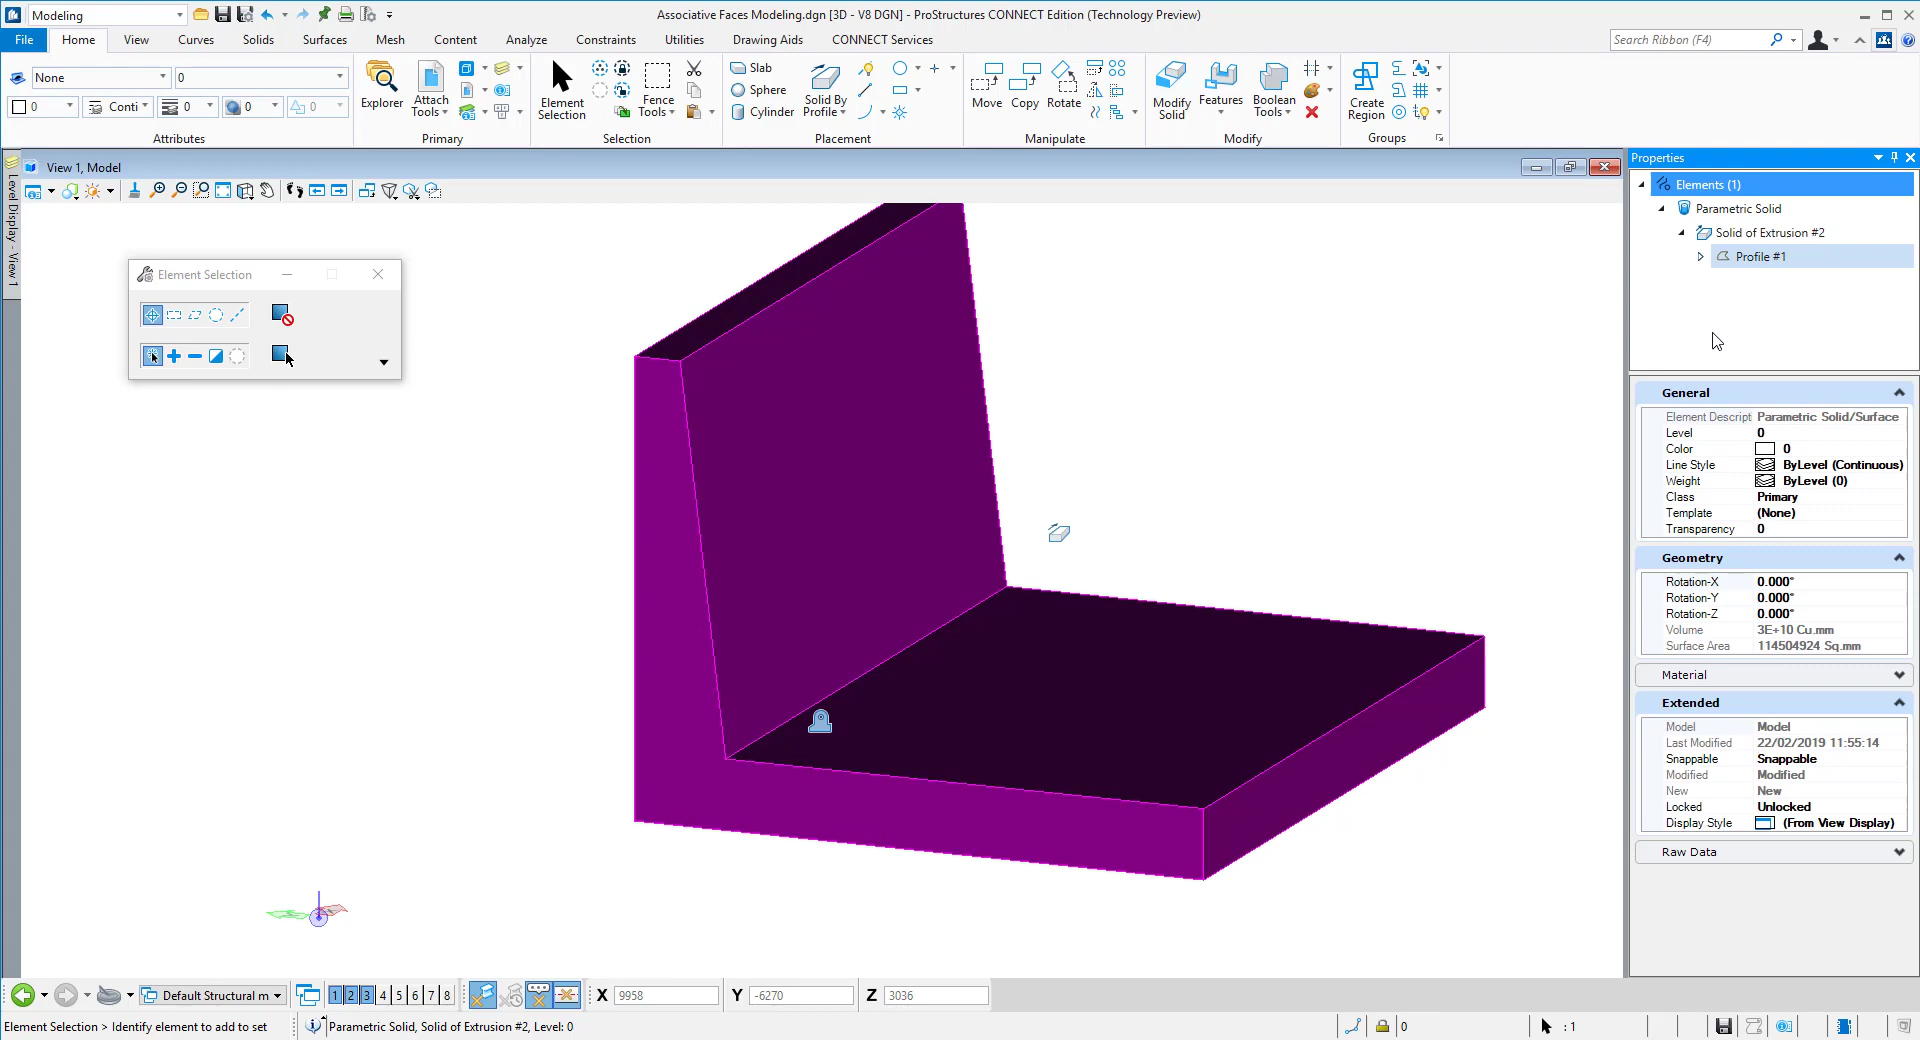 Modeling
Associative Faces Modeling.dgn [3D - V8 DGN] - ProStructures CONNECT Edition (Technology Preview)
File Home View Curves Solids Surfaces Mesh Content Analyze Constraints Utilities Drawing Aids CONNECT Services Search Ribbon (F4)
None 0
0 Conti 0 0 0
Attributes
Explorer
Attach Tools
Primary
Element Selection
Fence Tools
Selection
Slab
Sphere
Cylinder
Solid By Profile
Placement
Move
Copy
Rotate
Manipulate
Modify Solid
Features
Boolean Tools
Modify
Create Region
Groups
View 1, Model
Level Display - View 1
Element Selection
Properties
Elements (1)
Parametric Solid
Solid of Extrusion #2
Profile #1
General
Element Descripti Parametric Solid/Surface
Level 0
Color 0
Line Style ByLevel (Continuous)
Weight ByLevel (0)
Class Primary
Template (None)
Transparency 0
Geometry
Rotation-X 0.000°
Rotation-Y 0.000°
Rotation-Z 0.000°
Volume 3E+10 Cu.mm
Surface Area 114504924 Sq.mm
Material
Extended
Model Model
Last Modified 22/02/2019 11:55:14
Snappable Snappable
Modified Modified
New New
Locked Unlocked
Display Style (From View Display)
Raw Data
Default Structural m 1 2 3 4 5 6 7 8 X 9958 Y -6270 Z 3036
Element Selection > Identify element to add to set Parametric Solid, Solid of Extrusion #2, Level: 0 0 : 1